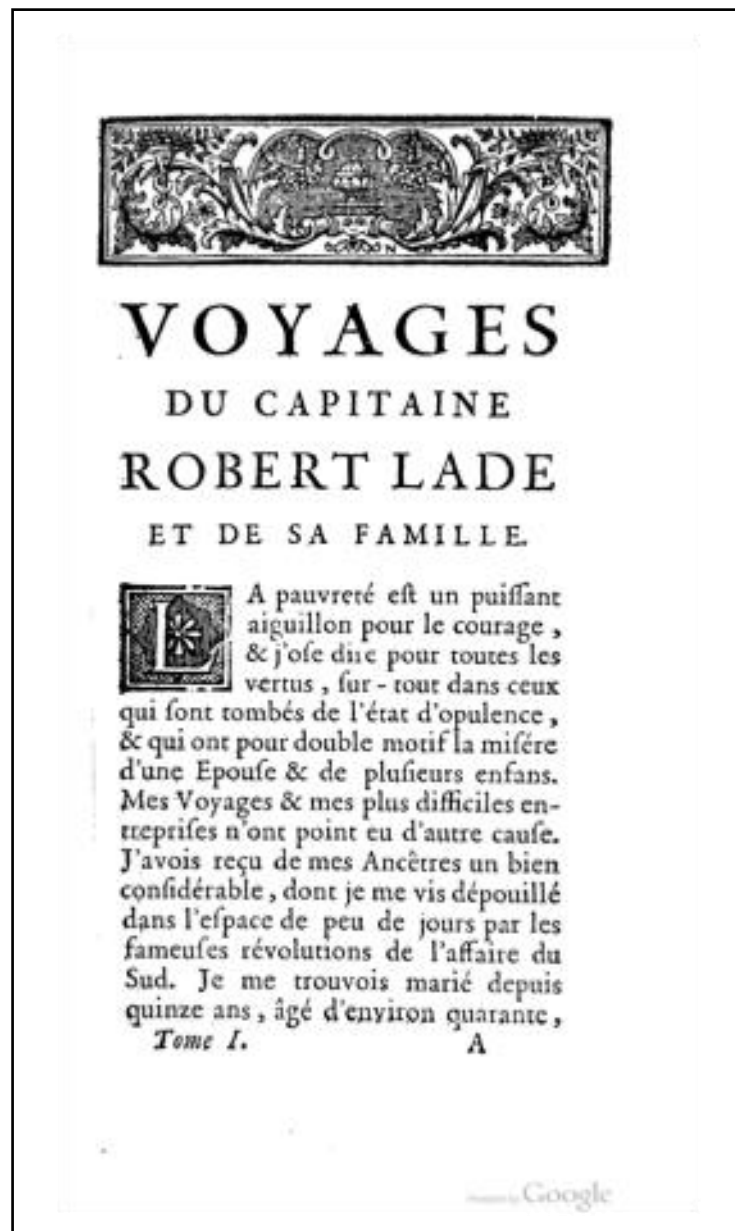 VOYAGES
DU CAPITAINE
ROBERT LADE
ET DE SA FAMILLE.
LA pauvreté eſt un puiſſant
aiguillon pour le courage,
& j'oſe dire pour toutes les
vertus, ſur-tout dans ceux
qui ſont tombés de l'état d'opulence,
& qui ont pour double motif la miſére
d'une Epouſe & de pluſieurs enfans.
Mes Voyages & mes plus difficiles en-
trepriſes n'ont point eu d'autre cauſe.
J'avois reçu de mes Ancêtres un bien
conſidérable, dont je me vis dépouillé
dans l'eſpace de peu de jours par les
fameuſes révolutions de l'affaire du
Sud. Je me trouvois marié depuis
quinze ans, âgé d'environ quarante,
Tome I. A
Google